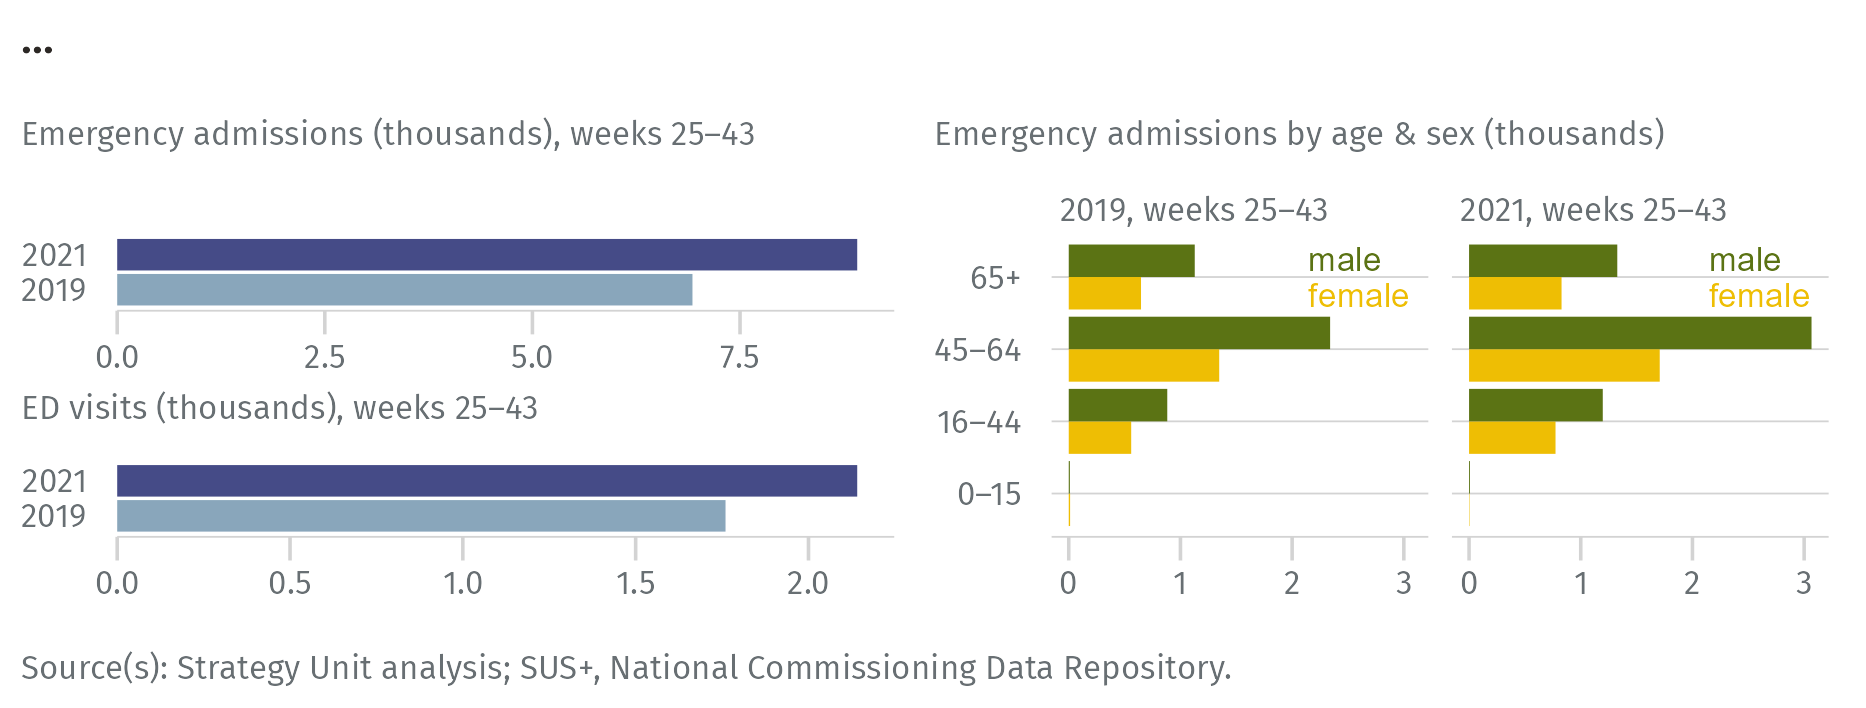 ...
Emergency admissions (thousands), weeks 25–43
2021
2019
0.0 2.5 5.0 7.5
ED visits (thousands), weeks 25–43
2021
2019
0.0 0.5 1.0 1.5 2.0
Emergency admissions by age & sex (thousands)
2019, weeks 25–43 2021, weeks 25–43
male male
65+
female female
45–64
16–44
0–15
0 1 2 3 0 1 2 3
Source(s): Strategy Unit analysis; SUS+, National Commissioning Data Repository.